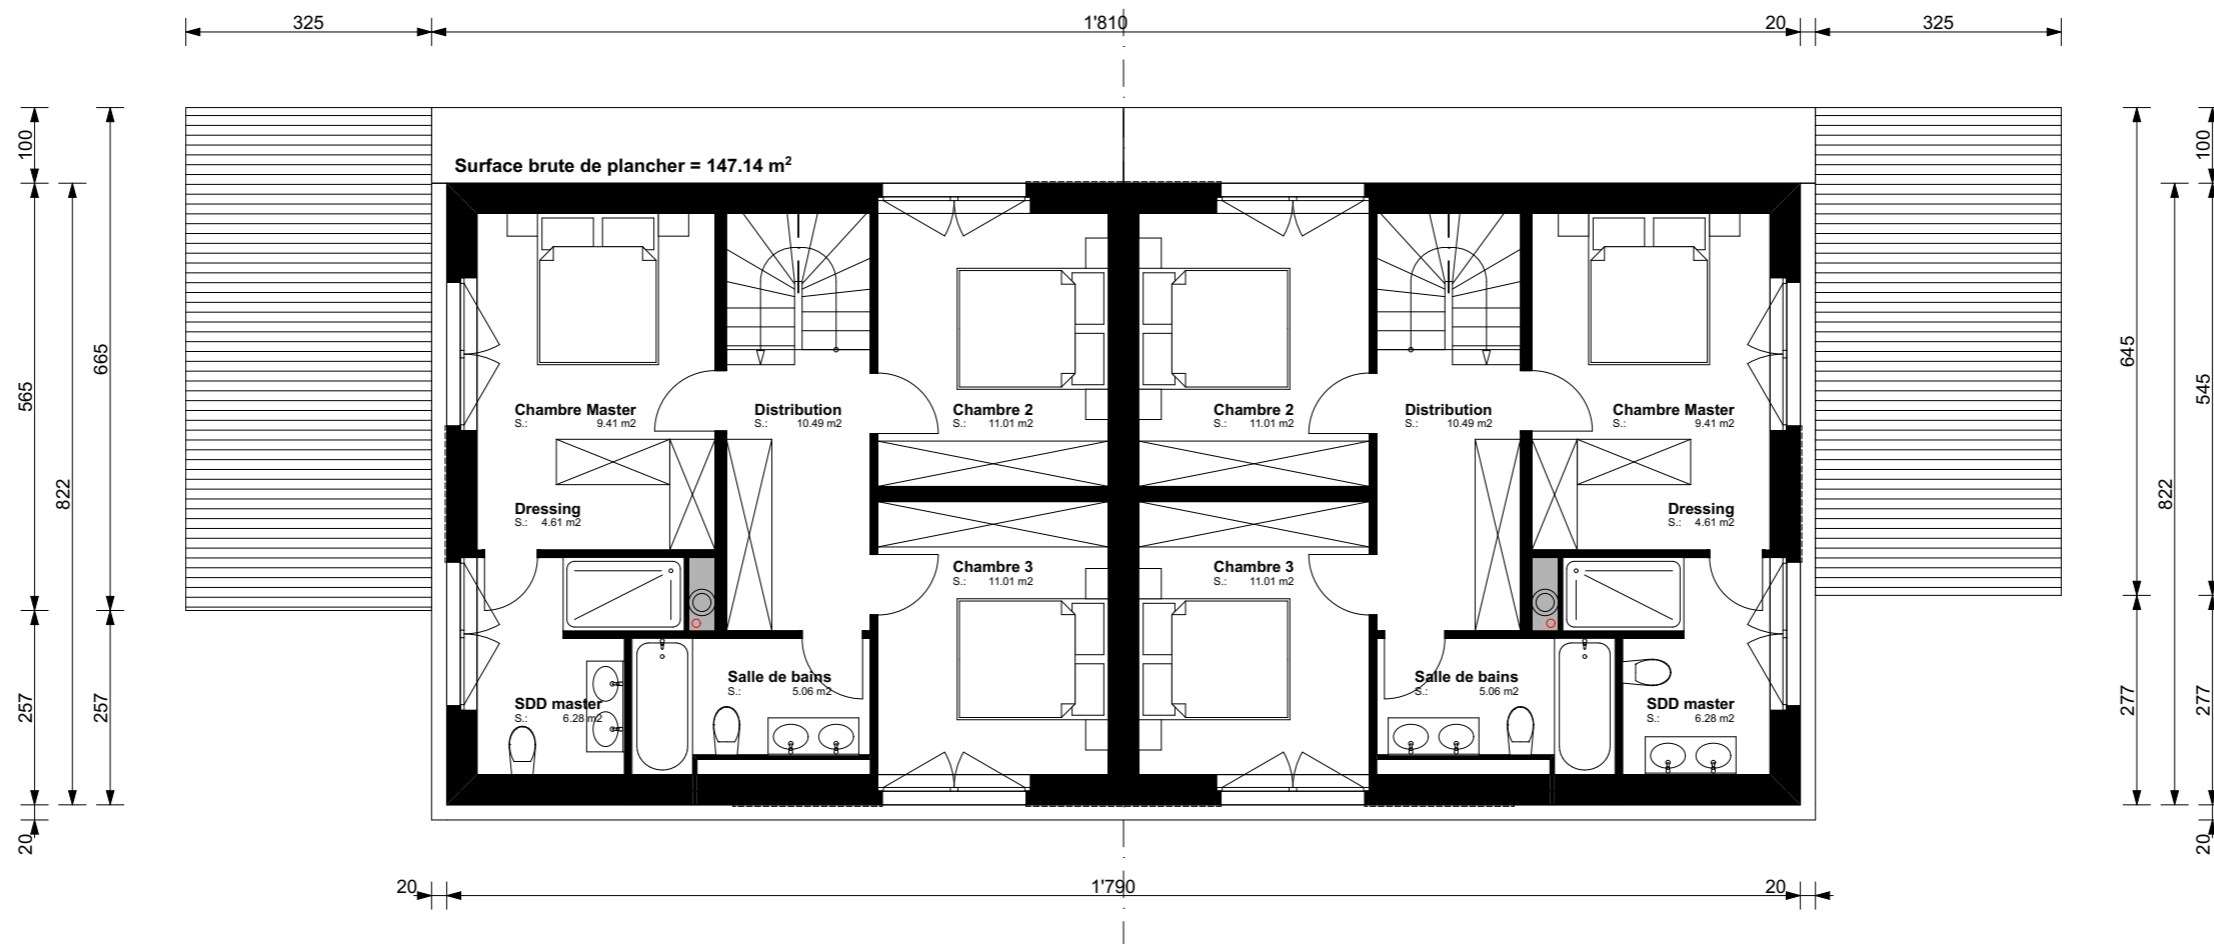 325 1'810 20 325
100 100
Surface brute de plancher = 147.14 m²
665 645
565 545
822 822
Chambre Master Distribution Chambre 2 Chambre 2 Distribution Chambre Master
S.: 9.41 m2 S.: 10.49 m2 S.: 11.01 m2 S.: 11.01 m2 S.: 10.49 m2 S.: 9.41 m2
Dressing Dressing
S.: 4.61 m2 S.: 4.61 m2
Chambre 3 Chambre 3
S.: 11.01 m2 S.: 11.01 m2
Salle de bains Salle de bains
S.: 5.06 m2 S.: 5.06 m2
SDD master SDD master
S.: 6.28 m2 S.: 6.28 m2
257 257 277 277
20 20
20 1'790 20